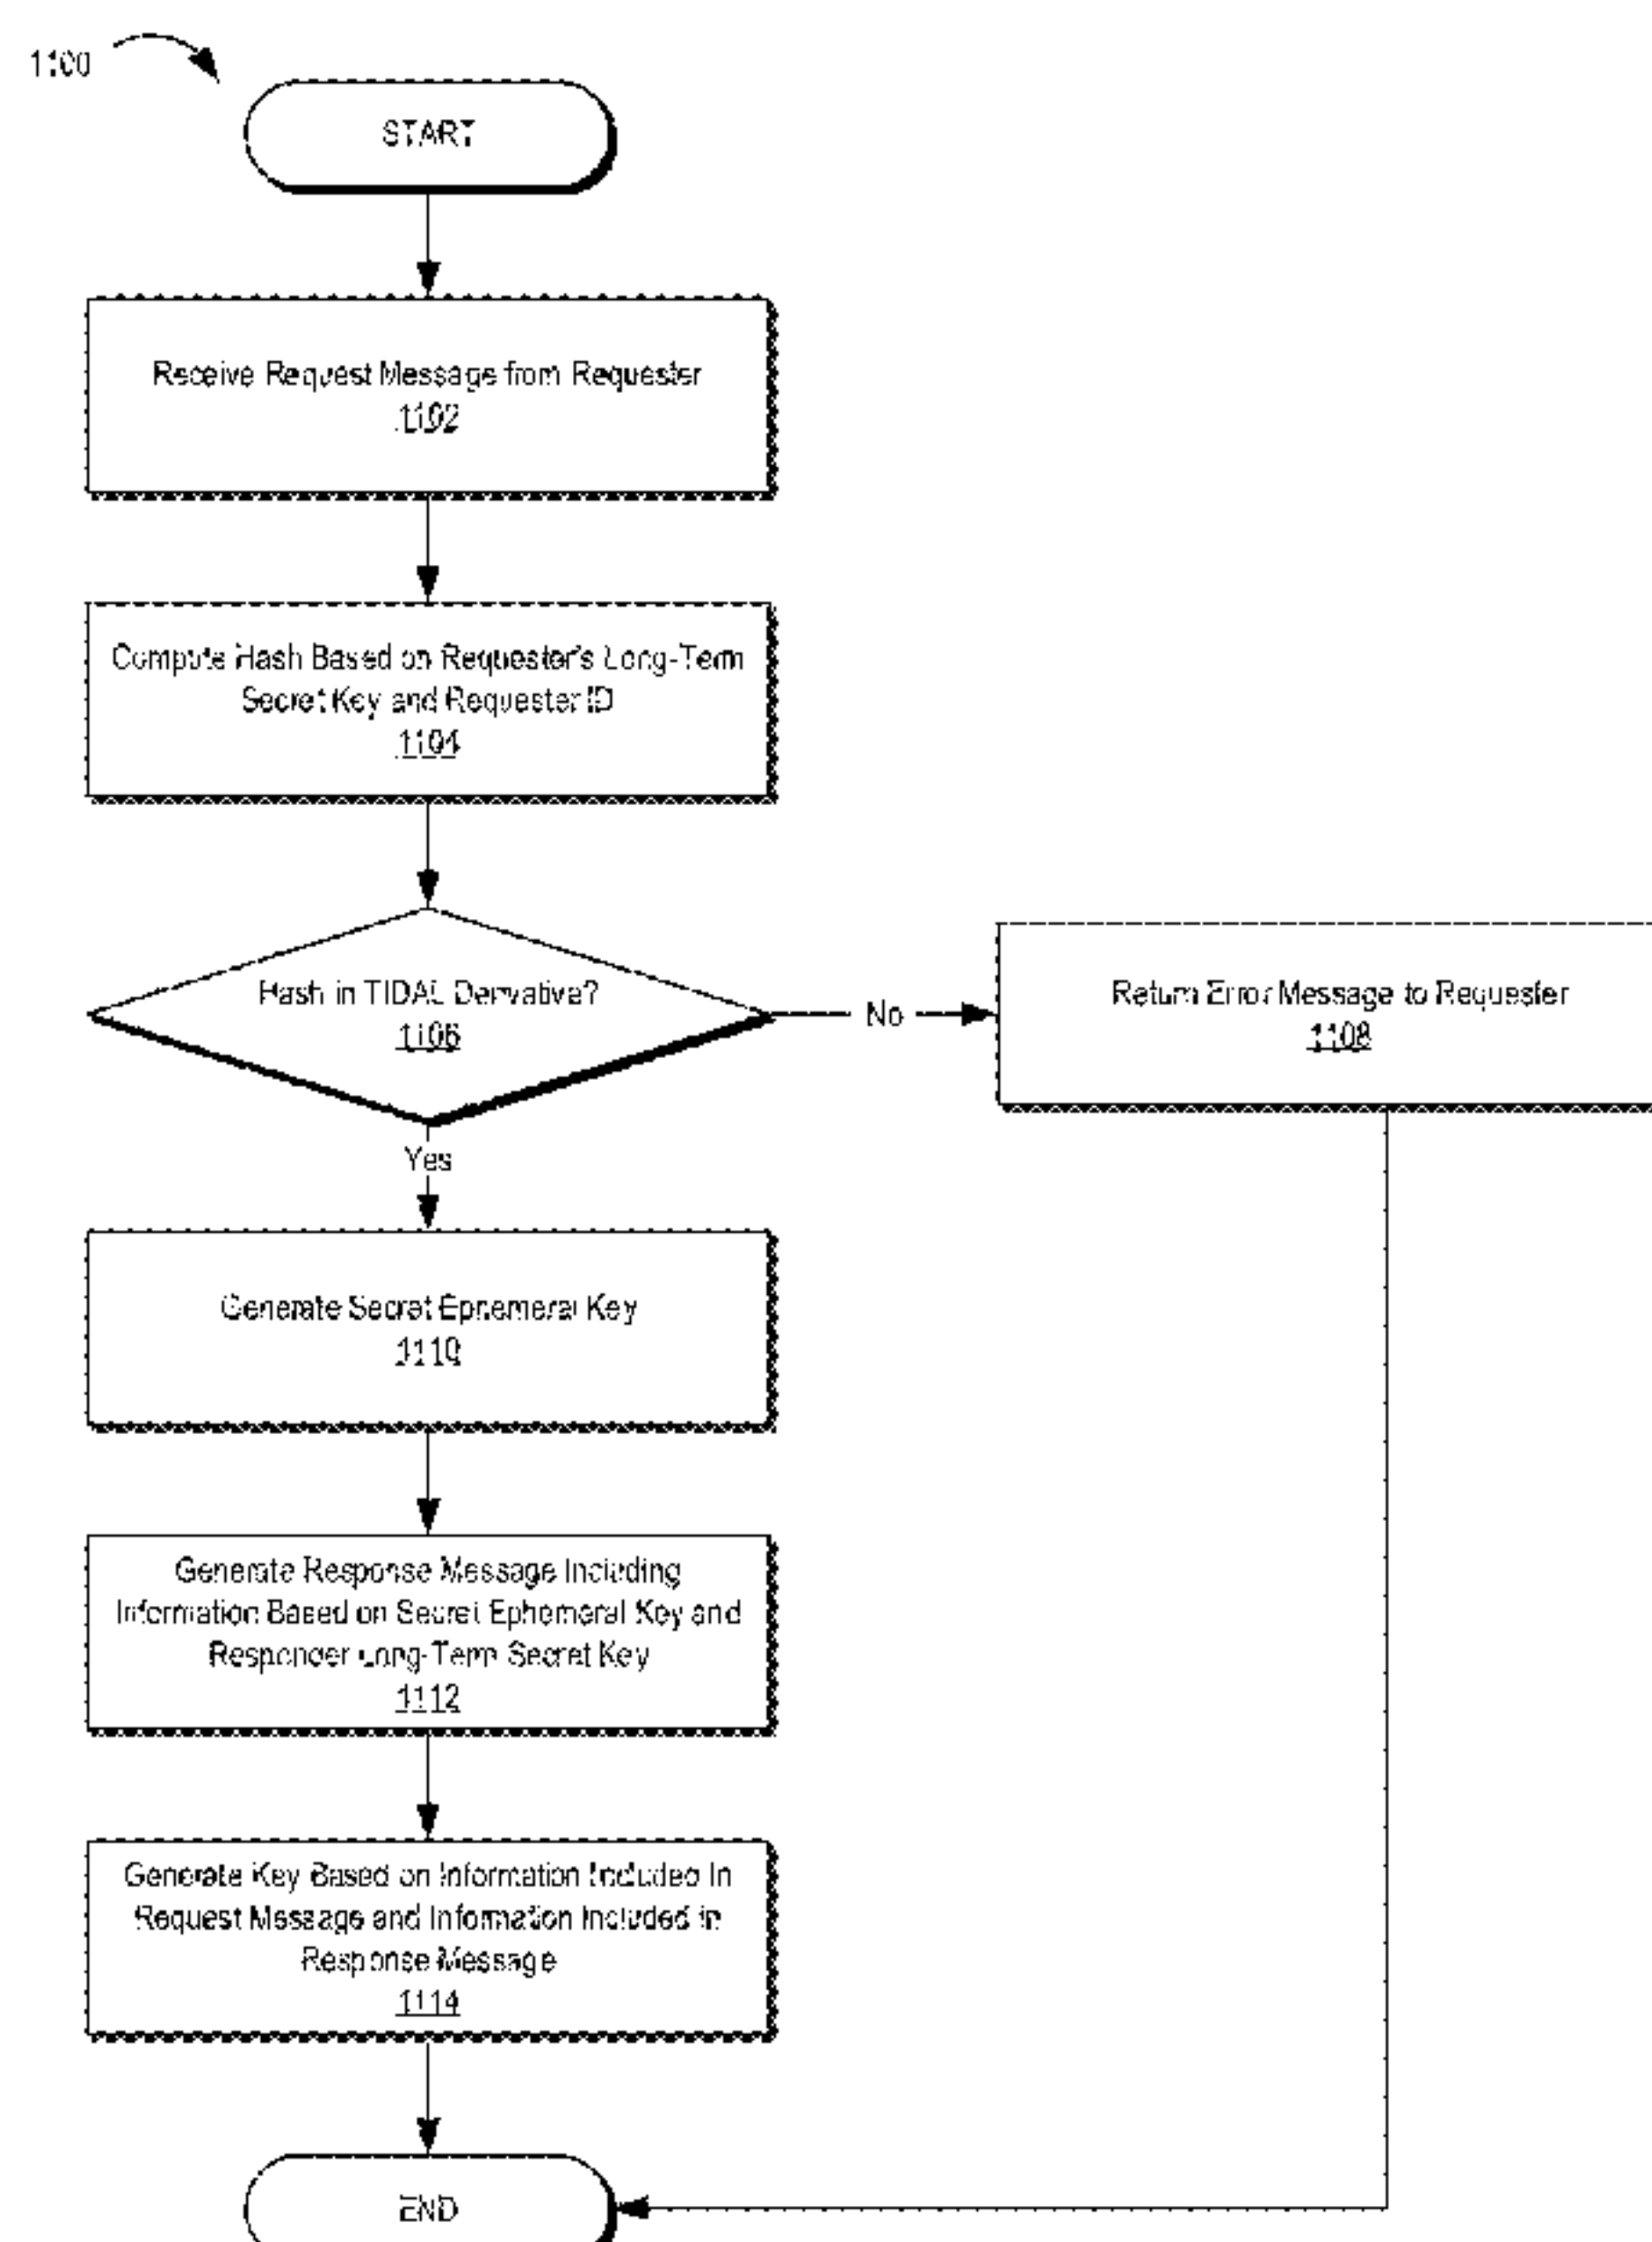 1100
START
Receive Request Message from Requester
1102
Compute Hash Based on Requester's Long-Term
Secret Key and Requester ID
1104
Hash in TIDAL Derivative?
1106
No
Return Error Message to Requester
1108
Yes
Generate Secret Ephemeral Key
1110
Generate Response Message Including
Information Based on Secret Ephemeral Key and
Responder Long-Term Secret Key
1112
Generate Key Based on Information Included In
Request Message and Information Included in
Response Message
1114
END